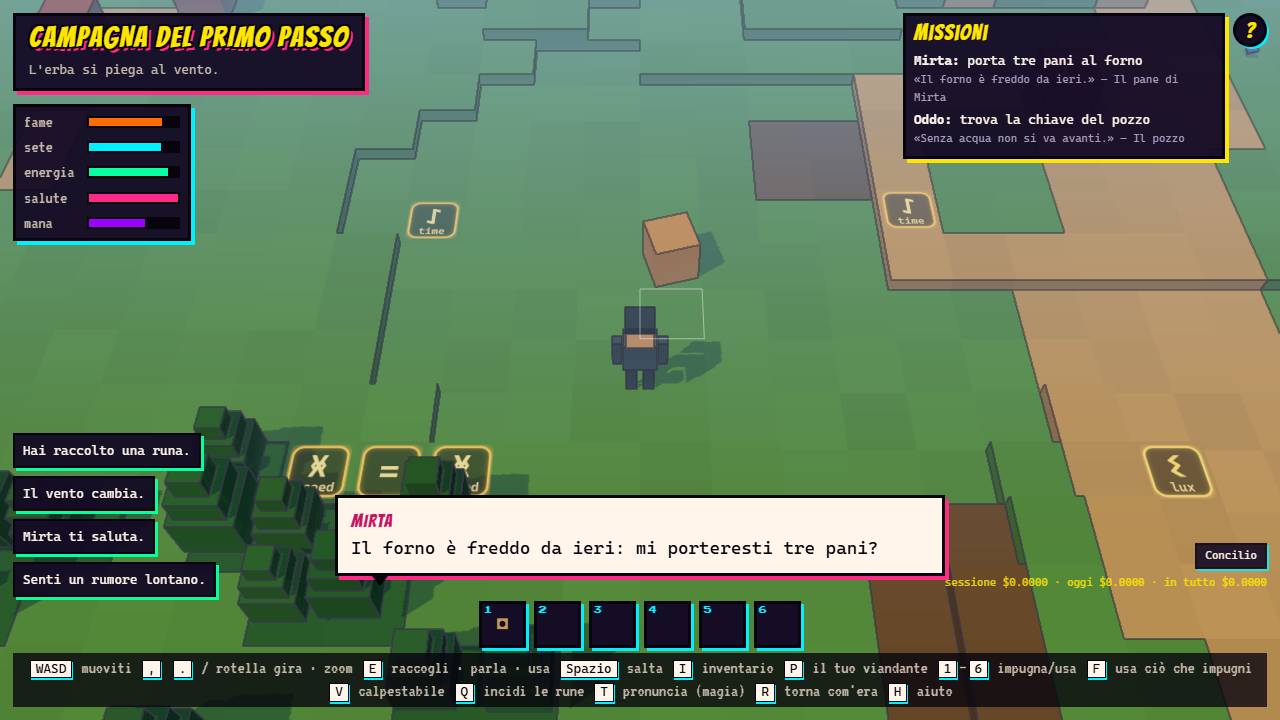 CAMPAGNA DEL PRIMO PASSO
L'erba si piega al vento.
fame
sete
energia
salute
mana
MISSIONI
?
Mirta: porta tre pani al forno
«Il forno è freddo da ieri.» — Il pane di
Mirta
Oddo: trova la chiave del pozzo
«Senza acqua non si va avanti.» — Il pozzo
time
time
=
lux
Hai raccolto una runa.
Il vento cambia.
Mirta ti saluta.
Senti un rumore lontano.
MIRTA
Il forno è freddo da ieri: mi porteresti tre pani?
Concilio
sessione $0.0000 · oggi $0.0000 · in tutto $0.0000
1 2 3 4 5 6
WASD muoviti , . / rotella gira · zoom E raccogli · parla · usa Spazio salta I inventario P il tuo viandante 1-6 impugna/usa F usa ciò che impugni
V calpestabile Q incidi le rune T pronuncia (magia) R torna com'era H aiuto